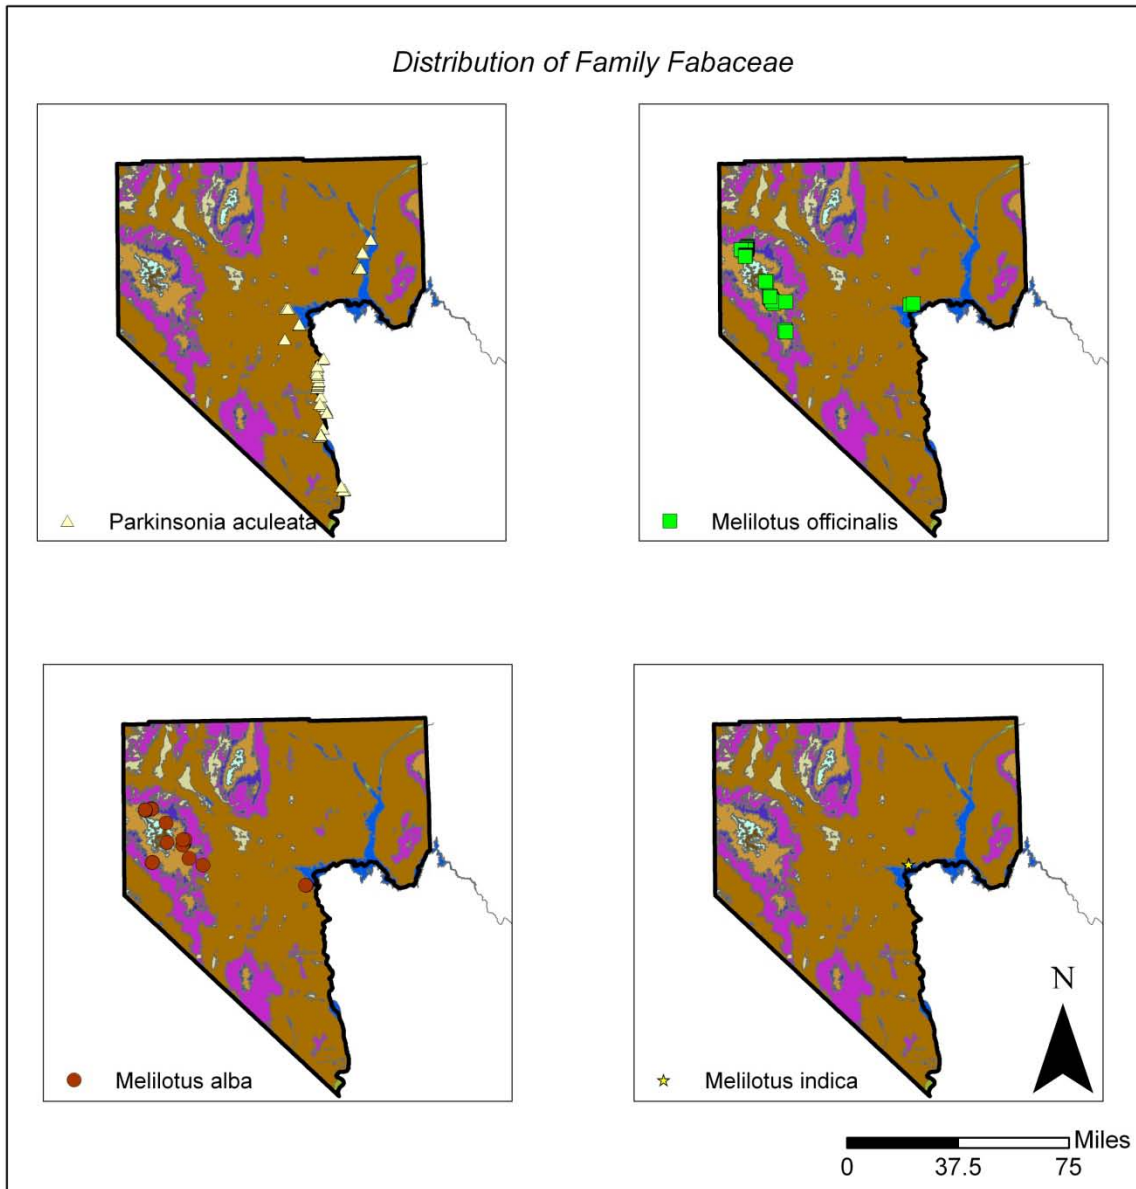 Distribution of Family Fabaceae
Parkinsonia aculeata
Melilotus officinalis
Melilotus alba
Melilotus indica
N
Miles
0 37.5 75